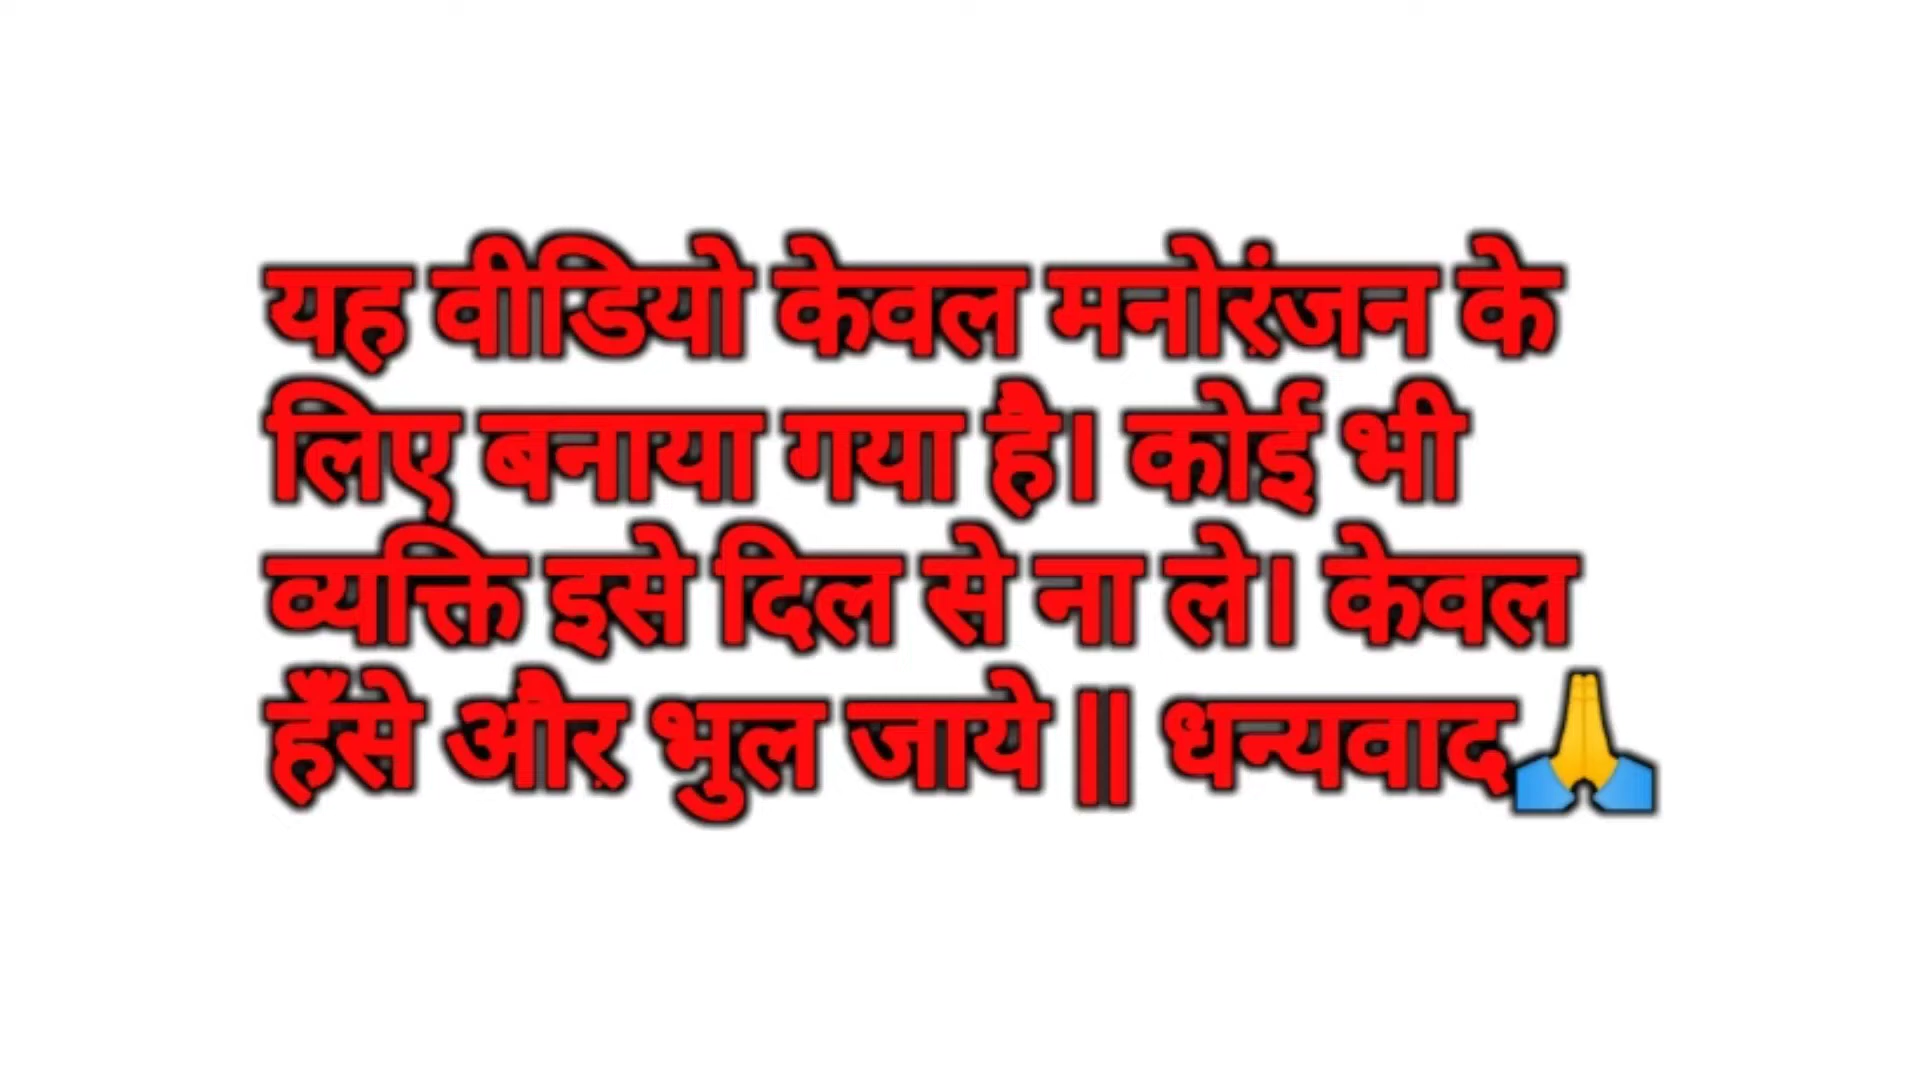 यह वीडियो केवल मनोरंजन के
लिए बनाया गया है। कोई भी
व्यक्ति इसे दिल से ना ले। केवल
हँसे और भुल जाये || धन्यवाद🙏